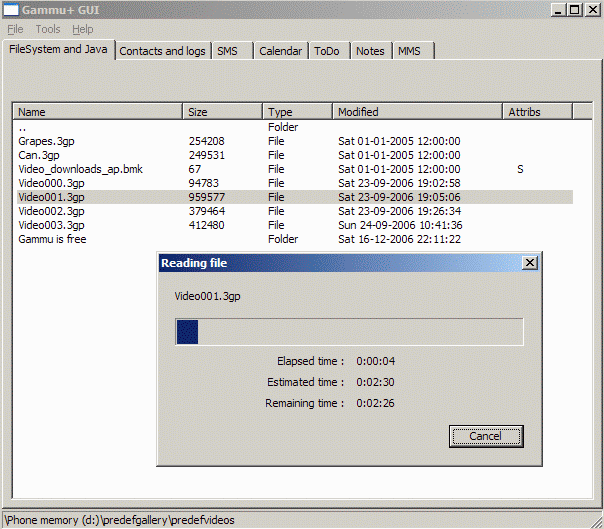 Gammu+ GUI
File Tools Help
FileSystem and Java Contacts and logs SMS Calendar ToDo Notes MMS
Name Size Type Modified Attribs
.. Folder
Grapes.3gp 254208 File Sat 01-01-2005 12:00:00
Can.3gp 249531 File Sat 01-01-2005 12:00:00
Video_downloads_ap.bmk 67 File Sat 01-01-2005 12:00:00 S
Video000.3gp 94783 File Sat 23-09-2006 19:02:58
Video001.3gp 959577 File Sat 23-09-2006 19:05:06
Video002.3gp 379464 File Sat 23-09-2006 19:26:34
Video003.3gp 412480 File Sun 24-09-2006 10:41:36
Gammu is free Folder Sat 16-12-2006 22:11:22
Reading file
Video001.3gp
Elapsed time : 0:00:04
Estimated time : 0:02:30
Remaining time : 0:02:26
Cancel
\Phone memory (d:)\predefgallery\predefvideos